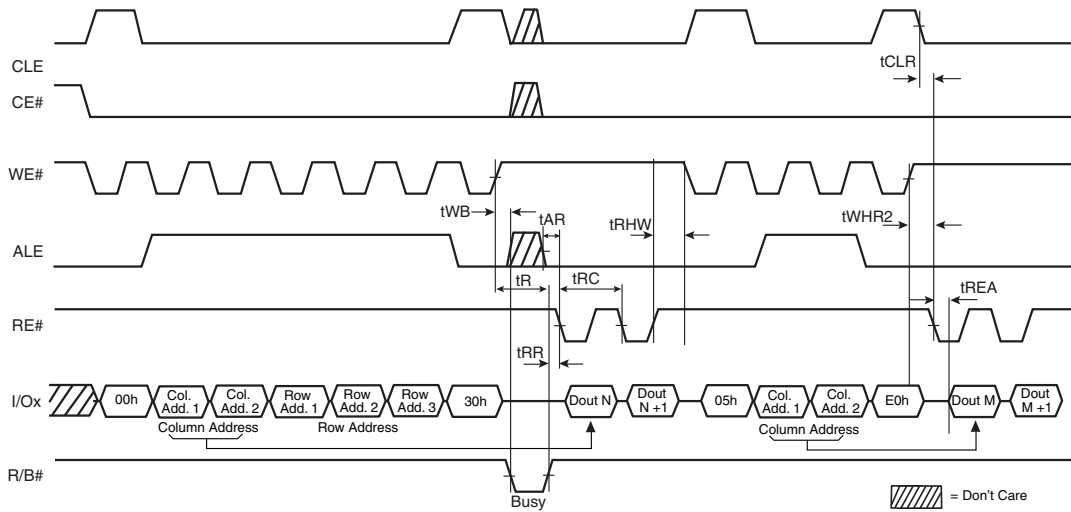 CLE
tCLR
CE#
WE#
tWB
tAR
tRHW
tWHR2
ALE
tR
tRC
tREA
RE#
tRR
I/Ox
00h
Col. Add. 1
Col. Add. 2
Row Add. 1
Row Add. 2
Row Add. 3
30h
Dout N
Dout N +1
05h
Col. Add. 1
Col. Add. 2
E0h
Dout M
Dout M +1
Column Address
Row Address
Column Address
R/B#
Busy
= Don't Care